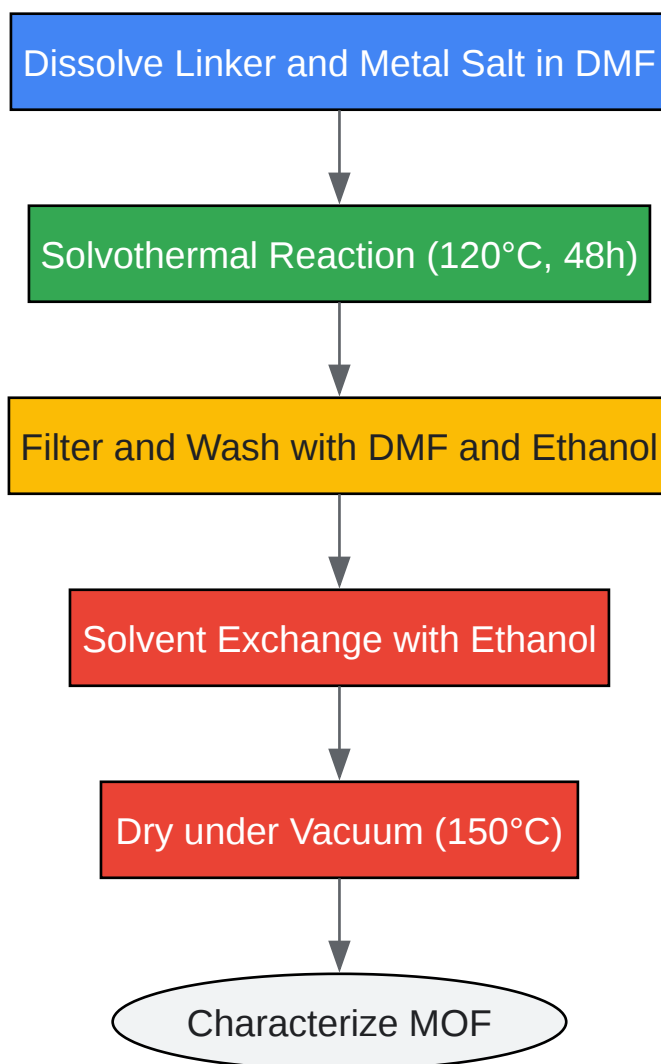 Dissolve Linker and Metal Salt in DMF
Solvothermal Reaction (120°C, 48h)
Filter and Wash with DMF and Ethanol
Solvent Exchange with Ethanol
Dry under Vacuum (150°C)
Characterize MOF